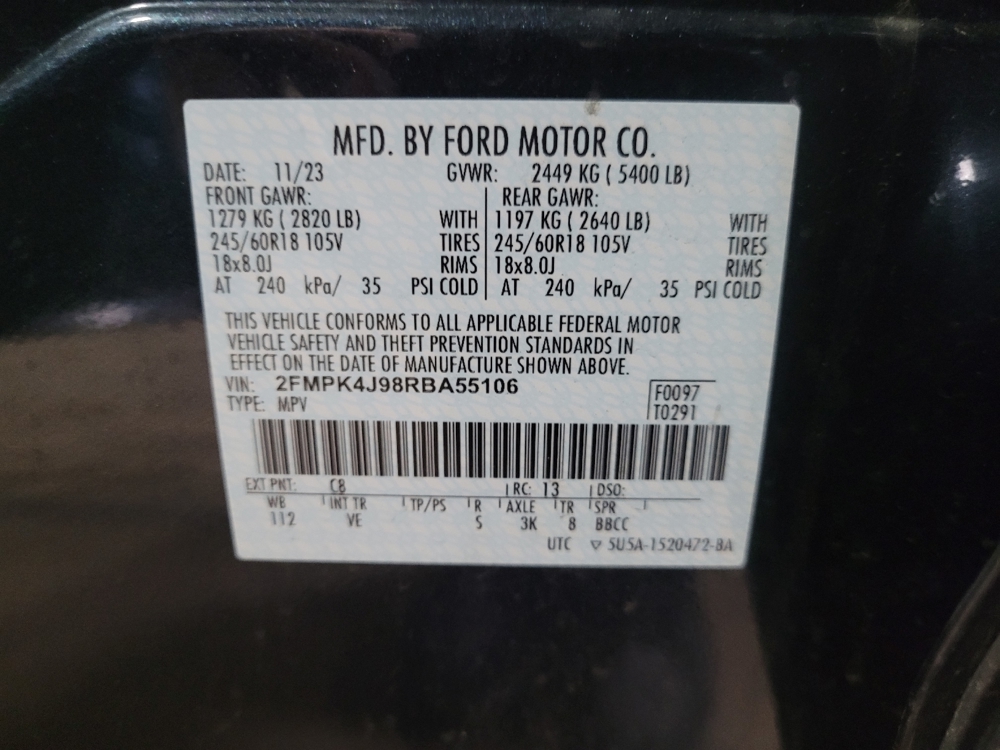 MFD. BY FORD MOTOR CO.
DATE: 11/23 GVWR: 2449 KG ( 5400 LB)
FRONT GAWR: REAR GAWR:
1279 KG ( 2820 LB) WITH 1197 KG ( 2640 LB) WITH
245/60R18 105V TIRES 245/60R18 105V TIRES
18x8.0J RIMS 18x8.0J RIMS
AT 240 kPa/ 35 PSI COLD AT 240 kPa/ 35 PSI COLD
THIS VEHICLE CONFORMS TO ALL APPLICABLE FEDERAL MOTOR
VEHICLE SAFETY AND THEFT PREVENTION STANDARDS IN
EFFECT ON THE DATE OF MANUFACTURE SHOWN ABOVE.
VIN: 2FMPK4J98RBA55106 F0097
TYPE: MPV T0291
EXT PNT: C8 RC: 13 DSO:
WB INT TR TP/PS R AXLE TR SPR
112 VE 5 3K 8 BBCC
UTC ▽ 5U5A-1520472-BA